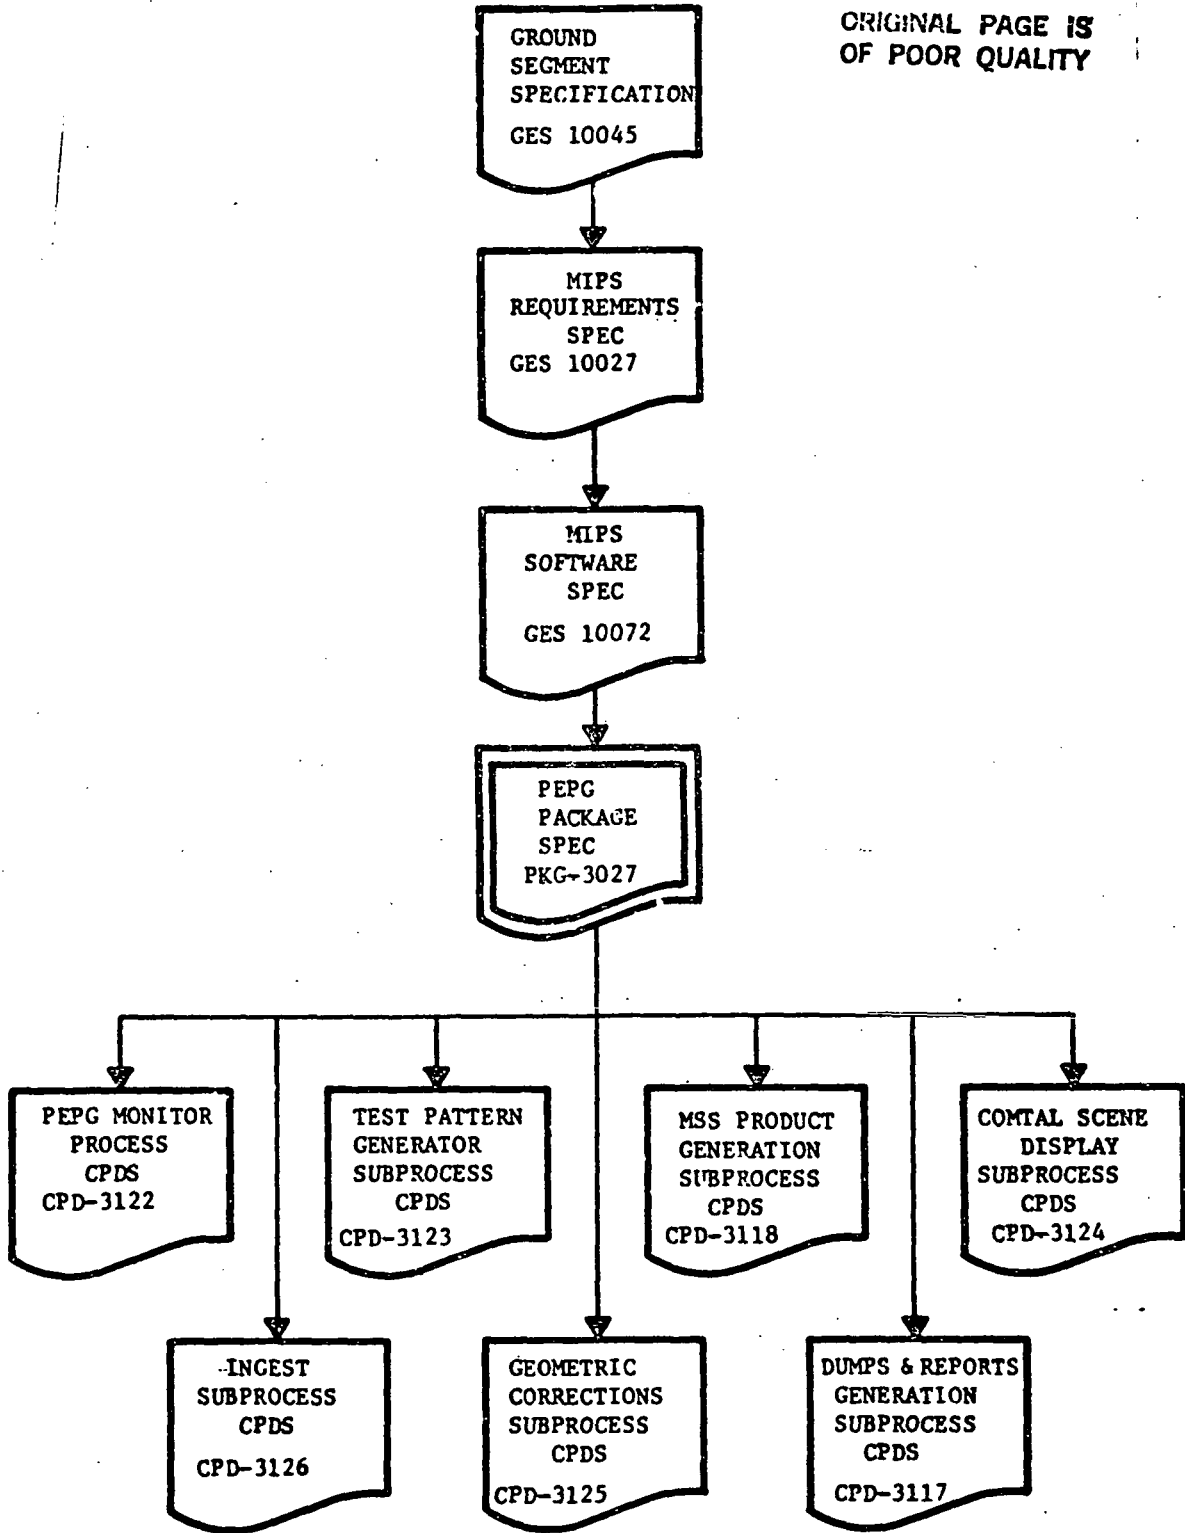 ORIGINAL PAGE IS
OF POOR QUALITY
GROUND
SEGMENT
SPECIFICATION
GES 10045
MIPS
REQUIREMENTS
SPEC
GES 10027
MIPS
SOFTWARE
SPEC
GES 10072
PEPG
PACKAGE
SPEC
PKG-3027
PEPG MONITOR
PROCESS
CPDS
CPD-3122
TEST PATTERN
GENERATOR
SUBPROCESS
CPDS
CPD-3123
MSS PRODUCT
GENERATION
SUBPROCESS
CPDS
CPD-3118
COMTAL SCENE
DISPLAY
SUBPROCESS
CPDS
CPD-3124
INGEST
SUBPROCESS
CPDS
CPD-3126
GEOMETRIC
CORRECTIONS
SUBPROCESS
CPDS
CPD-3125
DUMPS & REPORTS
GENERATION
SUBPROCESS
CPDS
CPD-3117